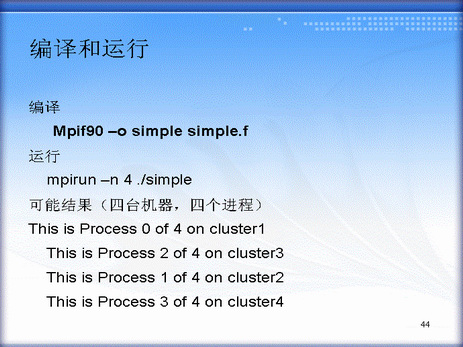 编译和运行
编译
Mpif90 –o simple simple.f
运行
mpirun –n 4 ./simple
可能结果（四台机器，四个进程）
This is Process 0 of 4 on cluster1
This is Process 2 of 4 on cluster3
This is Process 1 of 4 on cluster2
This is Process 3 of 4 on cluster4
44